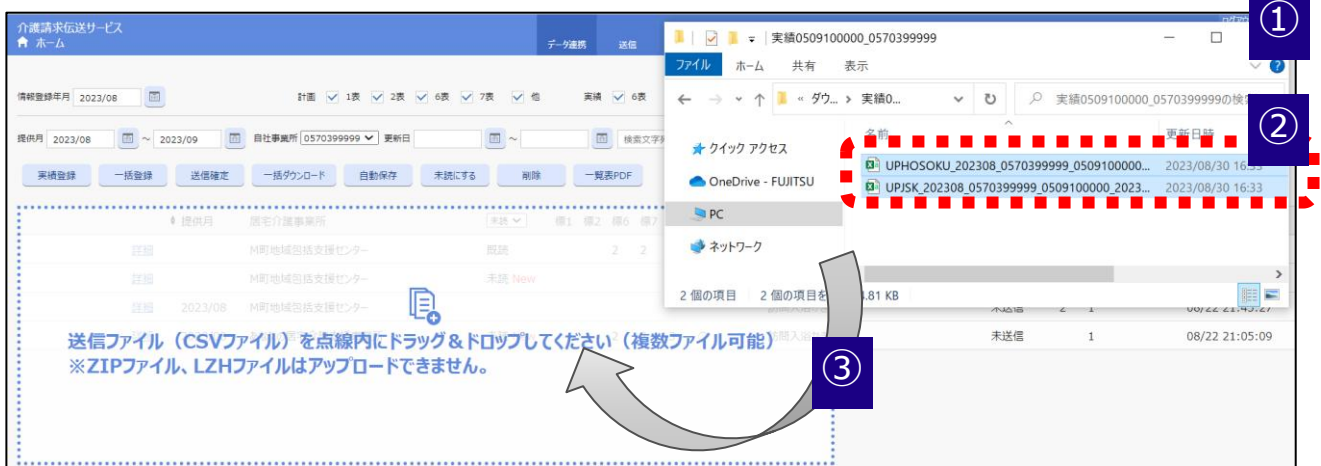 介護請求伝送サービス
ホーム
データ連携 送信
情報登録年月 2023/08 計画 1表 2表 6表 7表 他 実績 6表
提供月 2023/08 ~ 2023/09 自社事業所 0570399999 更新日 ~ 検索文字
実績登録 一括登録 送信確定 一括ダウンロード 自動保存 未読にする 削除 一覧表PDF
提供月 居宅介護事業所 未読 標1 標2 標6 標7
詳細 M町地域包括支援センター 既読 2 2
詳細 M町地域包括支援センター 未読 New
詳細 2023/08 M町地域包括支援センター
未送信 2 1 08/22 21:45:27
未送信 1 08/22 21:05:09
送信ファイル（CSVファイル）を点線内にドラッグ＆ドロップしてください（複数ファイル可能）
※ZIPファイル、LZHファイルはアップロードできません。
実績0509100000_0570399999
ファイル ホーム 共有 表示
« ダウ... › 実績0... 実績0509100000_0570399999の検
名前 更新日時
クイック アクセス
OneDrive - FUJITSU
PC
ネットワーク
UPHOSOKU_202308_0570399999_0509100000... 2023/08/30 16:33
UPJSK_202308_0570399999_0509100000_2023... 2023/08/30 16:33
2 個の項目 2 個の項目を .81 KB
①
②
③